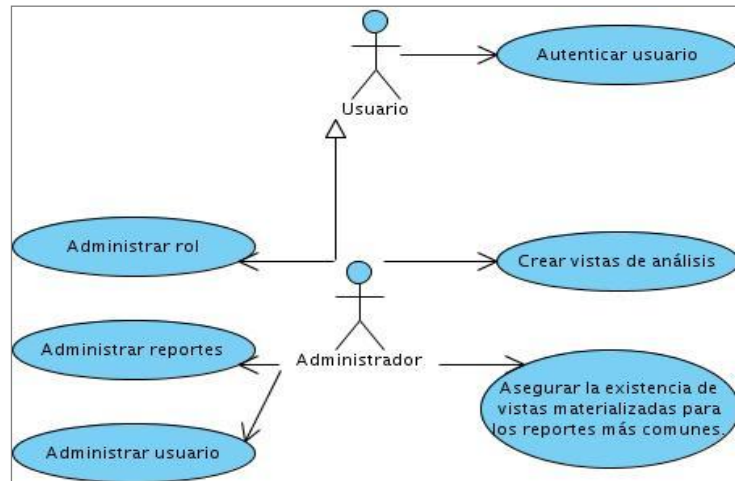 Autenticar usuario
Usuario
Administrar rol
Crear vistas de análisis
Administrar reportes
Administrador
Asegurar la existencia de
vistas materializadas para
los reportes más comunes.
Administrar usuario